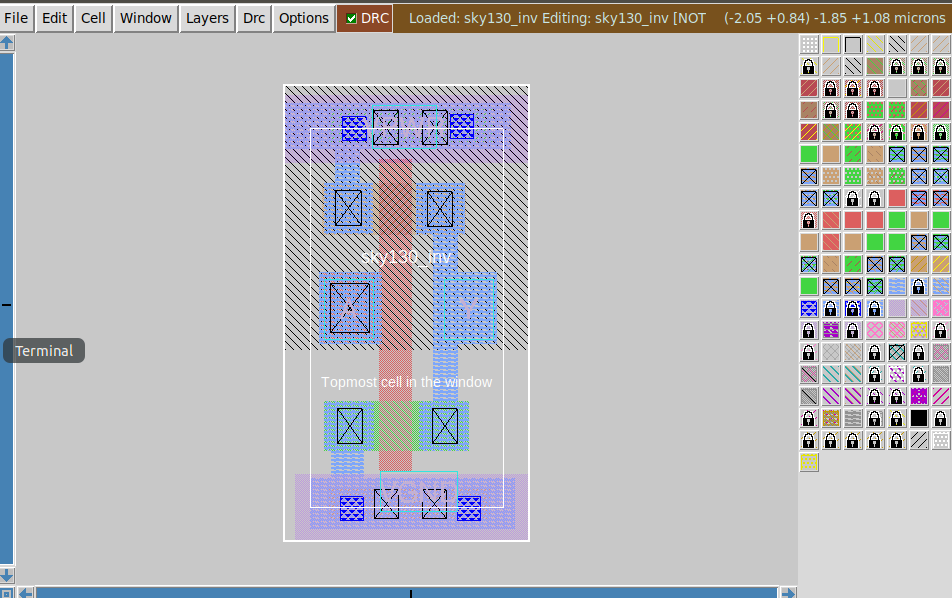 File Edit Cell Window Layers Drc Options DRC Loaded: sky130_inv Editing: sky130_inv [NOT (-2.05 +0.84) -1.85 +1.08 microns
sky130_inv
Terminal
Topmost cell in the window
VGND